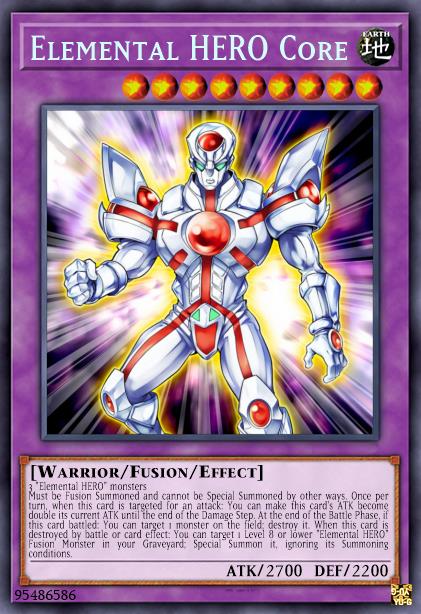 Elemental HERO Core
EARTH
地
[Warrior/Fusion/Effect]
3 "Elemental HERO" monsters
Must be Fusion Summoned and cannot be Special Summoned by other ways. Once per
turn, when this card is targeted for an attack: You can make this card's ATK become
double its current ATK until the end of the Damage Step. At the end of the Battle Phase, if
this card battled: You can target 1 monster on the field; destroy it. When this card is
destroyed by battle or card effect: You can target 1 Level 8 or lower "Elemental HERO"
Fusion Monster in your Graveyard; Special Summon it, ignoring its Summoning
conditions.
ATK/2700 DEF/2200
95486586